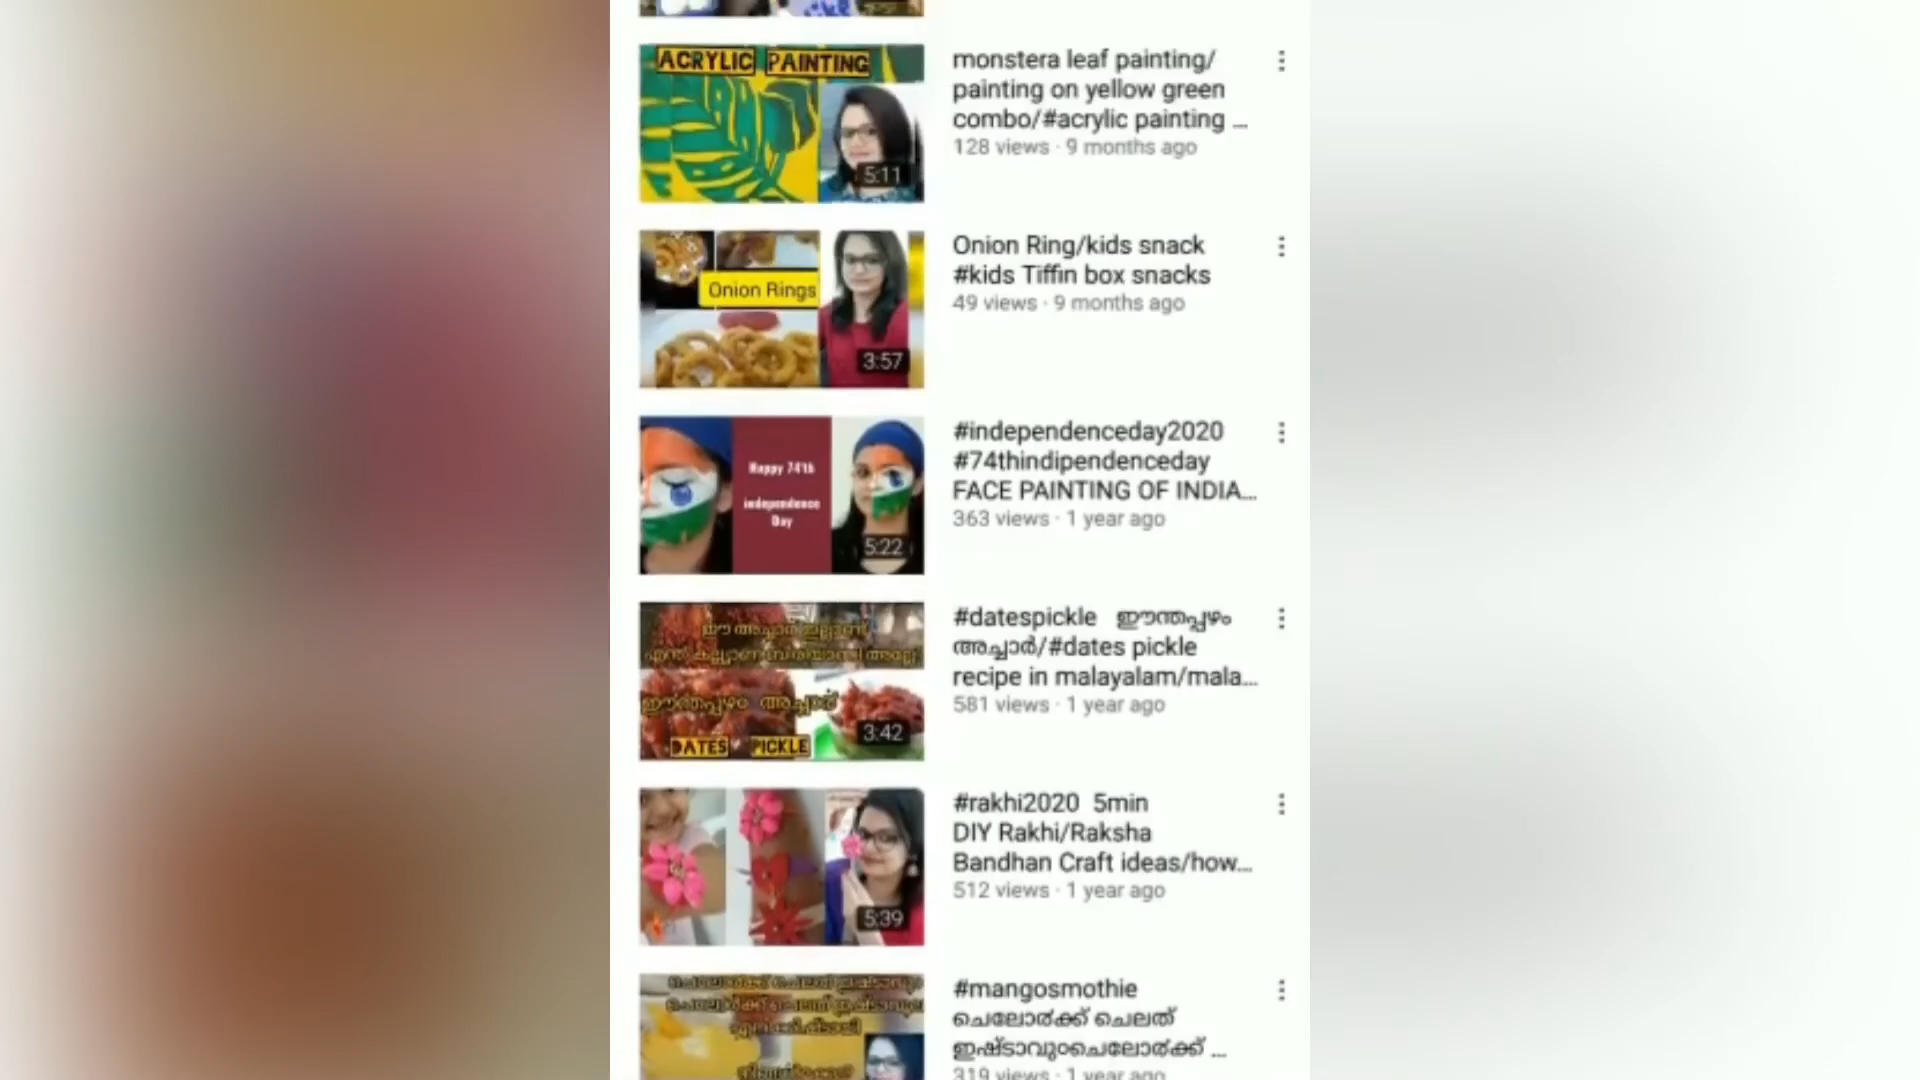 ACRYLIC PAINTING
5:11
monstera leaf painting/
painting on yellow green
combo/#acrylic painting ...
128 views · 9 months ago
Onion Rings
3:57
Onion Ring/kids snack
#kids Tiffin box snacks
49 views · 9 months ago
Happy 74th
independence
Day
5:22
#independenceday2020
#74thindipendenceday
FACE PAINTING OF INDIA...
363 views · 1 year ago
ഈ അച്ചാർ ഇല്ലാണ്ട്
എന്ത് കല്ല്യാണ ബിരിയാണി അല്ലേ
ഈന്തപ്പഴം അച്ചാർ
DATES PICKLE
3:42
#datespickle ഈന്തപ്പഴം
അച്ചാർ/#dates pickle
recipe in malayalam/mala...
581 views · 1 year ago
5:39
#rakhi2020 5min
DIY Rakhi/Raksha
Bandhan Craft ideas/how...
512 views · 1 year ago
#mangosmothie
ചെലോർക്ക് ചെലത്
ഇഷ്ടാവുംചെലോർക്ക് ...
319 views · 1 year ago